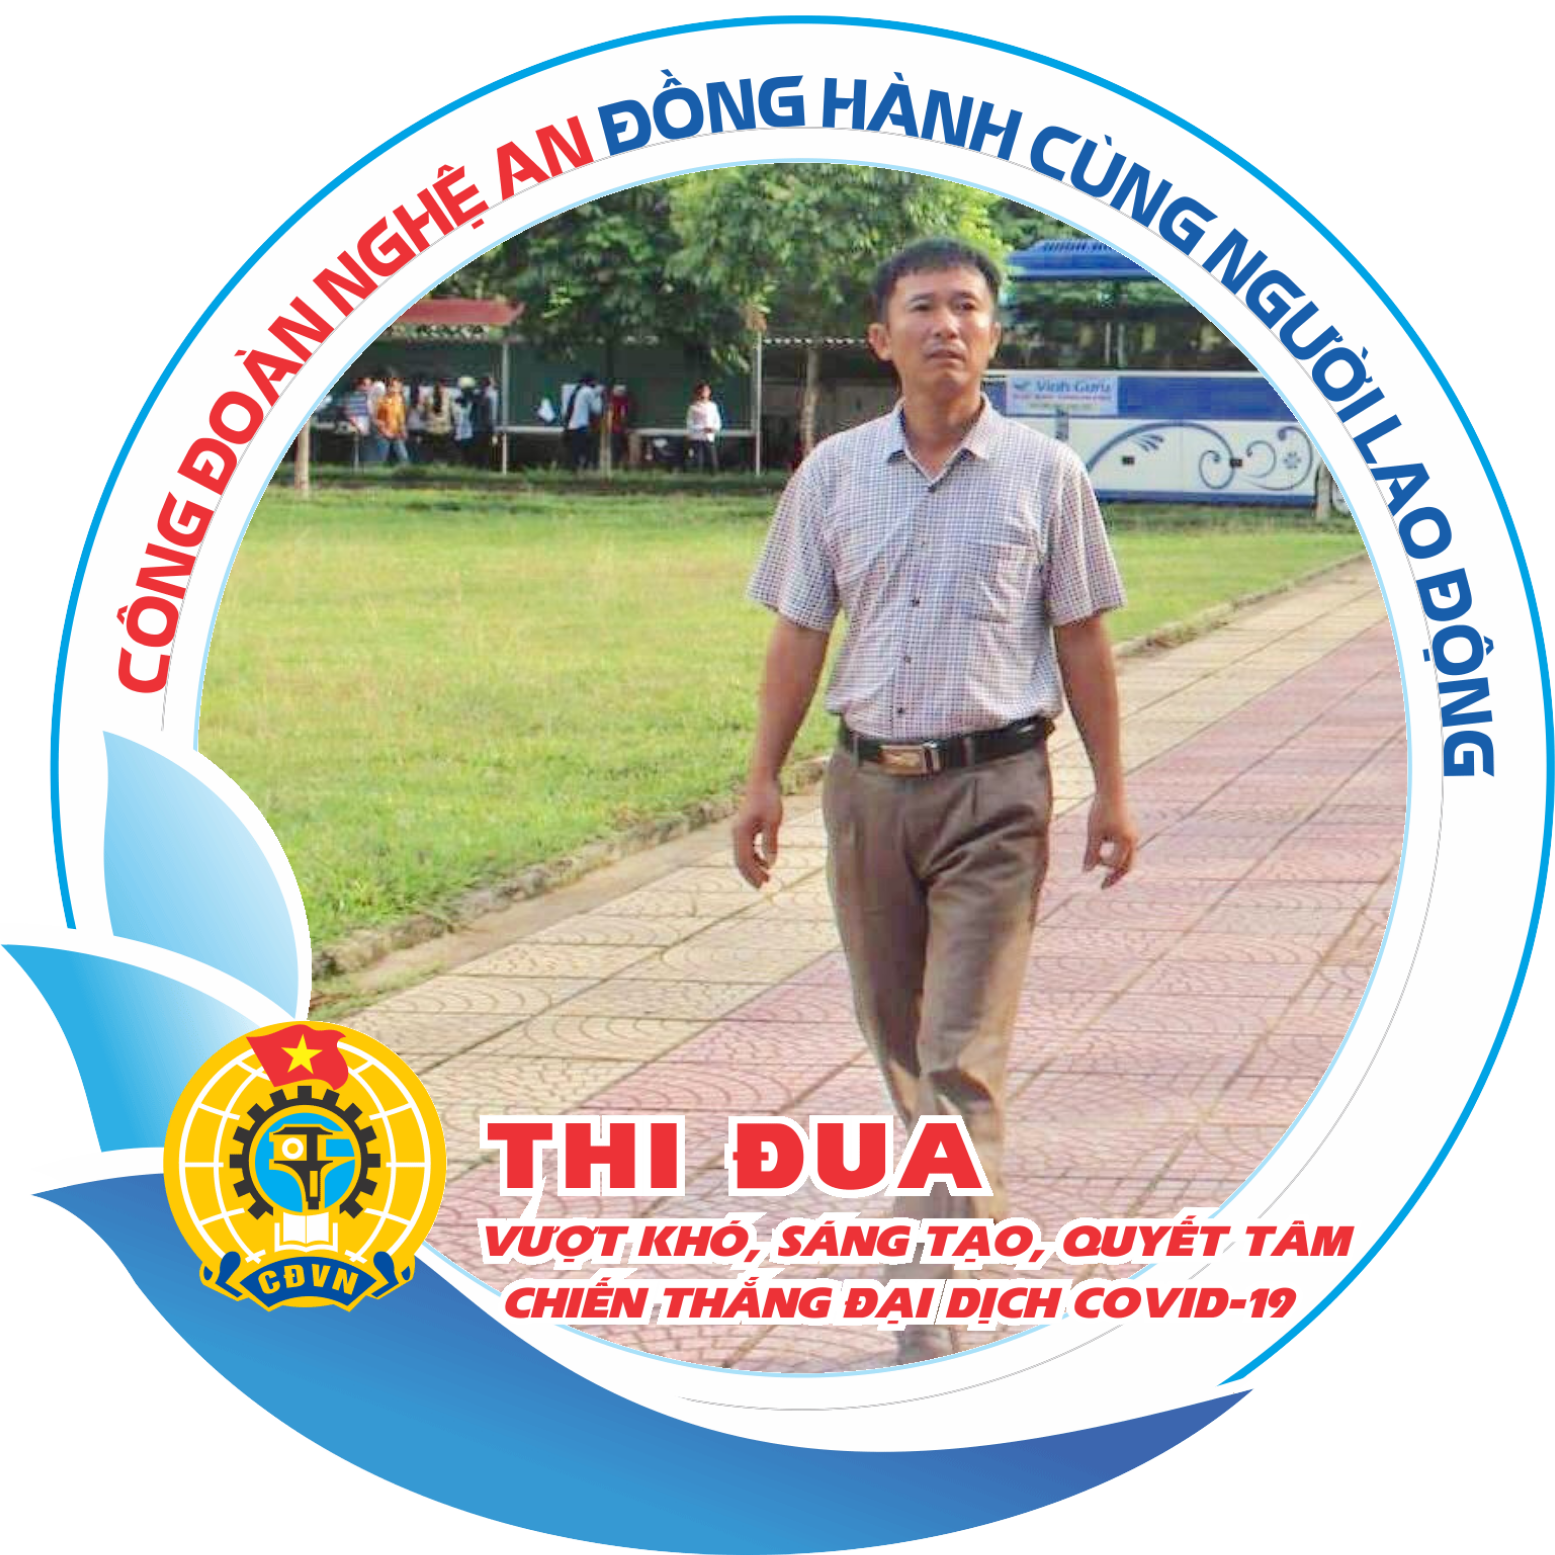 CÔNG ĐOÀN NGHỆ AN ĐỒNG HÀNH CÙNG NGƯỜI LAO ĐỘNG
THI ĐUA
VƯỢT KHÓ, SÁNG TẠO, QUYẾT TÂM
CHIẾN THẮNG ĐẠI DỊCH COVID-19
CĐVN